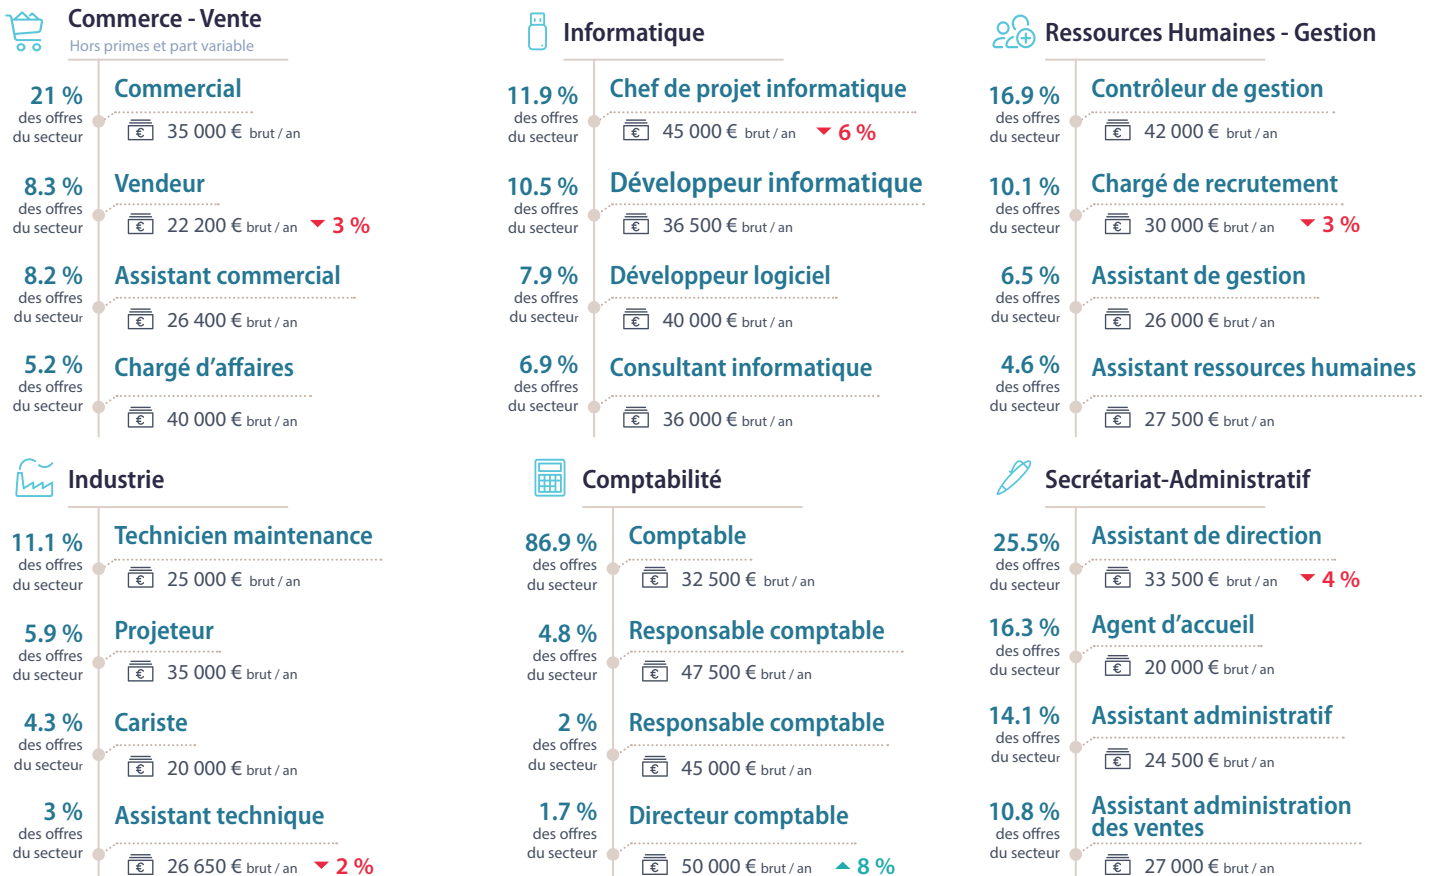 Commerce - Vente
Hors primes et part variable
21 %
des offres
du secteur
Commercial
35 000 € brut / an
8.3 %
des offres
du secteur
Vendeur
22 200 € brut / an 3 %
8.2 %
des offres
du secteur
Assistant commercial
26 400 € brut / an
5.2 %
des offres
du secteur
Chargé d’affaires
40 000 € brut / an
Informatique
11.9 %
des offres
du secteur
Chef de projet informatique
45 000 € brut / an 6 %
10.5 %
des offres
du secteur
Développeur informatique
36 500 € brut / an
7.9 %
des offres
du secteur
Développeur logiciel
40 000 € brut / an
6.9 %
des offres
du secteur
Consultant informatique
36 000 € brut / an
Ressources Humaines - Gestion
16.9 %
des offres
du secteur
Contrôleur de gestion
42 000 € brut / an
10.1 %
des offres
du secteur
Chargé de recrutement
30 000 € brut / an 3 %
6.5 %
des offres
du secteur
Assistant de gestion
26 000 € brut / an
4.6 %
des offres
du secteur
Assistant ressources humaines
27 500 € brut / an
Industrie
11.1 %
des offres
du secteur
Technicien maintenance
25 000 € brut / an
5.9 %
des offres
du secteur
Projeteur
35 000 € brut / an
4.3 %
des offres
du secteur
Cariste
20 000 € brut / an
3 %
des offres
du secteur
Assistant technique
26 650 € brut / an 2 %
Comptabilité
86.9 %
des offres
du secteur
Comptable
32 500 € brut / an
4.8 %
des offres
du secteur
Responsable comptable
47 500 € brut / an
2 %
des offres
du secteur
Responsable comptable
45 000 € brut / an
1.7 %
des offres
du secteur
Directeur comptable
50 000 € brut / an 8 %
Secrétariat-Administratif
25.5%
des offres
du secteur
Assistant de direction
33 500 € brut / an 4 %
16.3 %
des offres
du secteur
Agent d’accueil
20 000 € brut / an
14.1 %
des offres
du secteur
Assistant administratif
24 500 € brut / an
10.8 %
des offres
du secteur
Assistant administration
des ventes
27 000 € brut / an